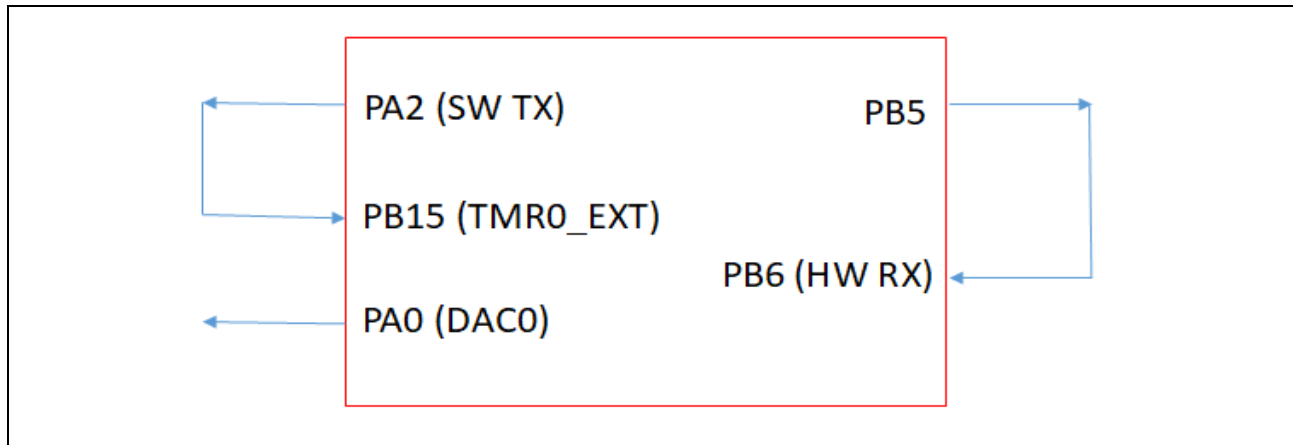 PA2 (SW TX)
PB5
PB15 (TMR0_EXT)
PB6 (HW RX)
PA0 (DAC0)